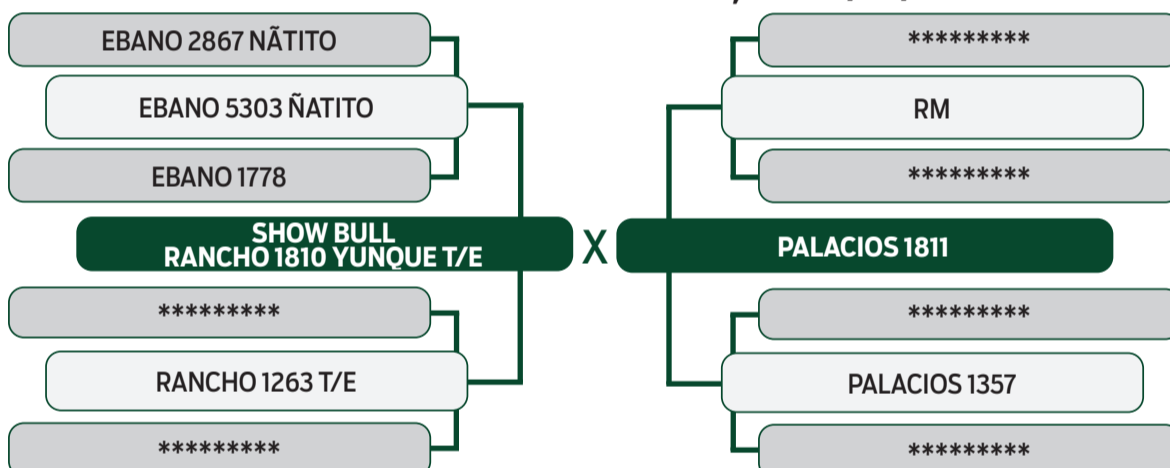 EBANO 2867 NÃTITO
EBANO 5303 ÑATITO
EBANO 1778
SHOW BULL
RANCHO 1810 YUNQUE T/E
*********
RANCHO 1263 T/E
*********
X
*********
RM
*********
PALACIOS 1811
*********
PALACIOS 1357
*********